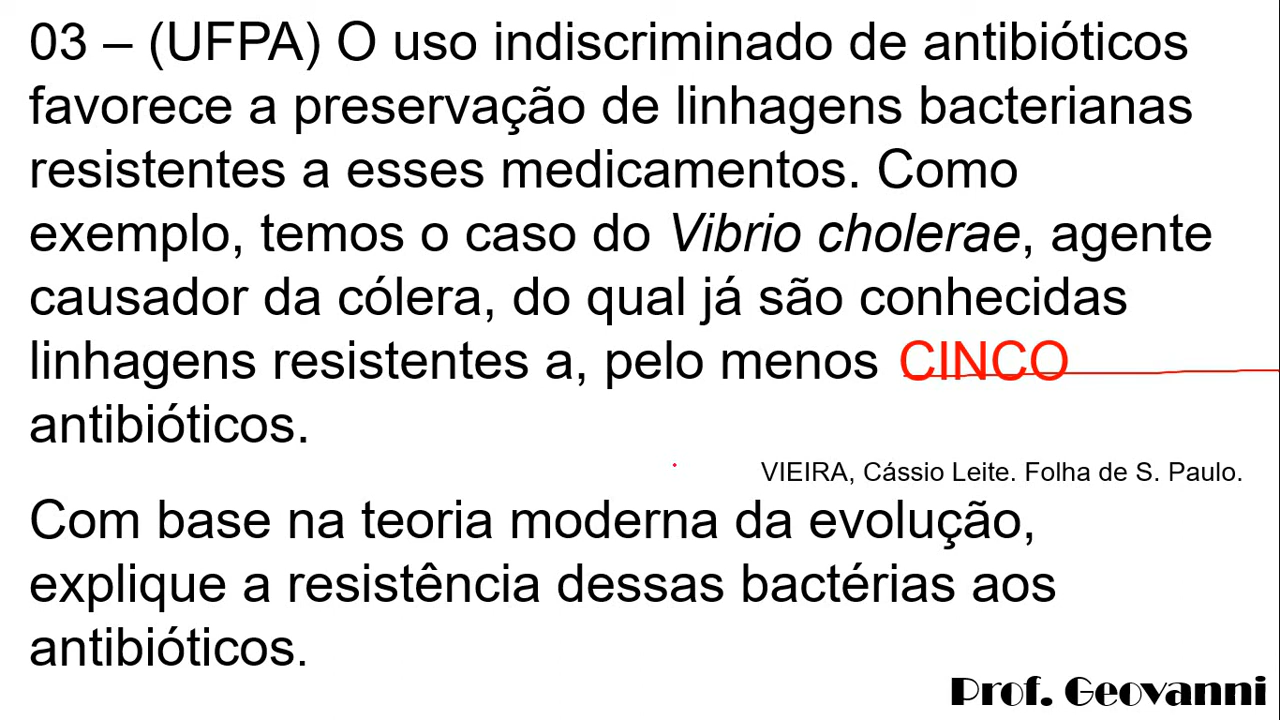 03 – (UFPA) O uso indiscriminado de antibióticos
favorece a preservação de linhagens bacterianas
resistentes a esses medicamentos. Como
exemplo, temos o caso do Vibrio cholerae, agente
causador da cólera, do qual já são conhecidas
linhagens resistentes a, pelo menos CINCO
antibióticos.
VIEIRA, Cássio Leite. Folha de S. Paulo.
Com base na teoria moderna da evolução,
explique a resistência dessas bactérias aos
antibióticos.
Prof. Geovanni